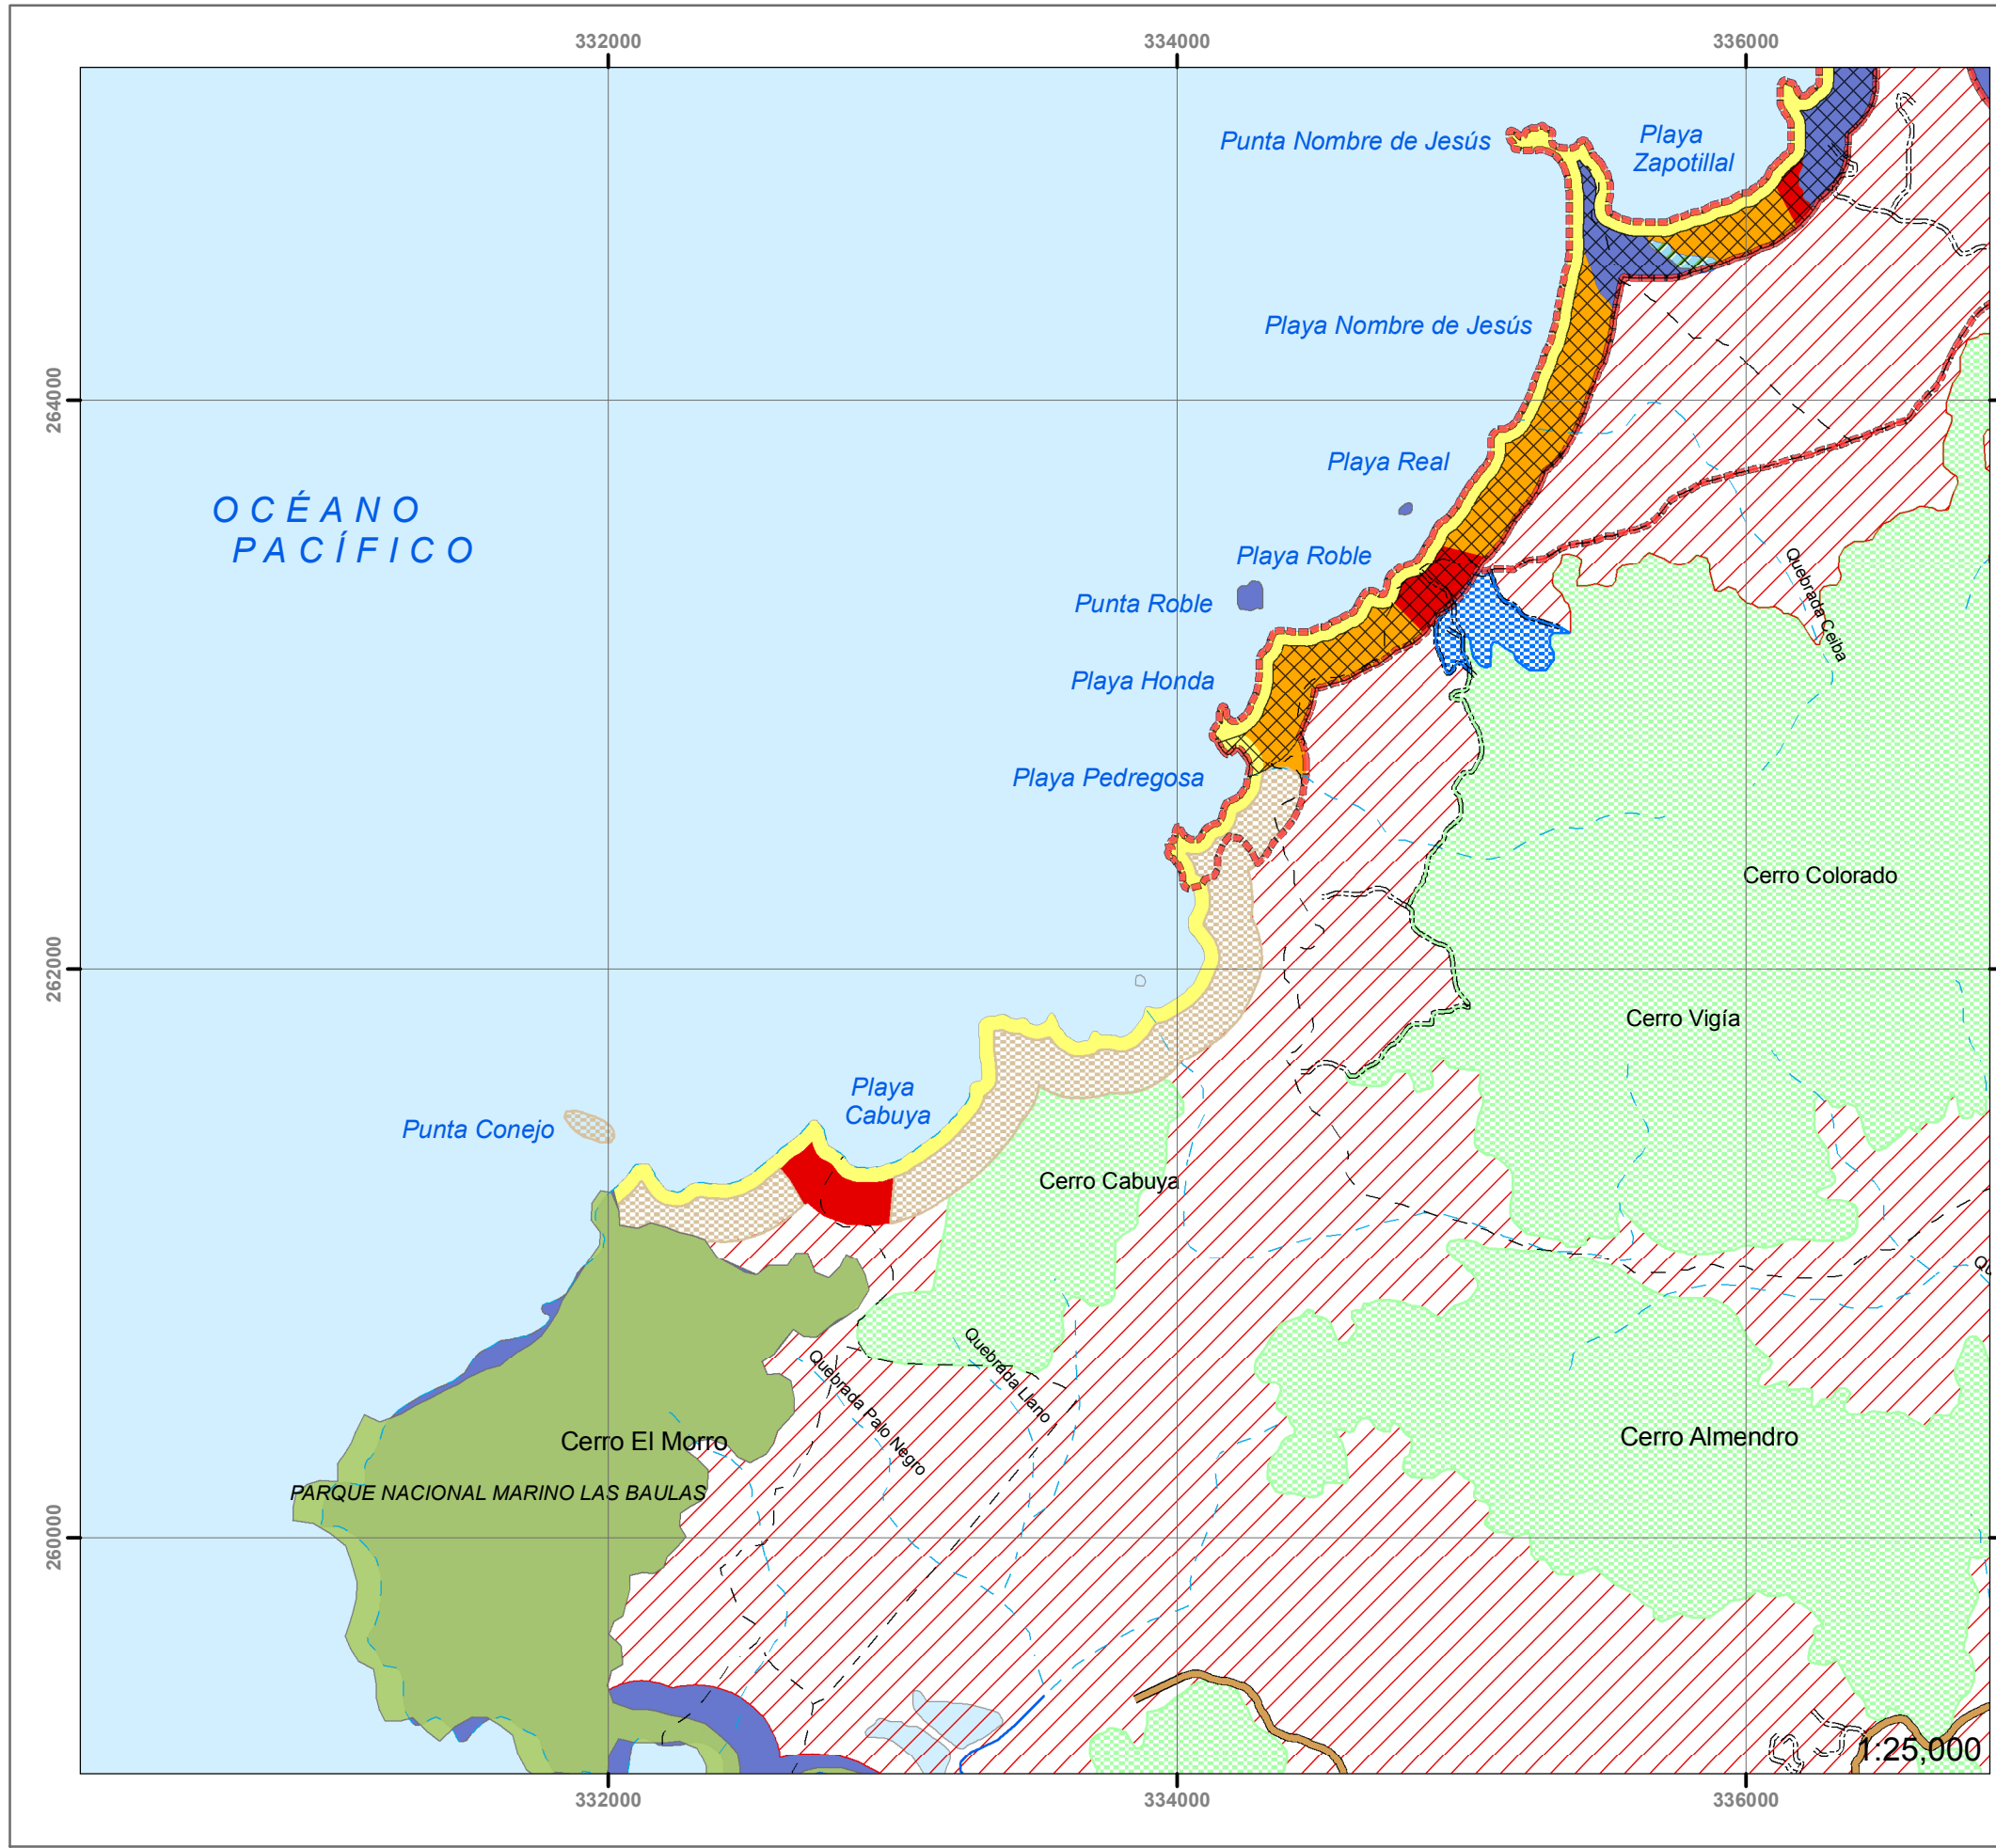 332000
334000
336000
Punta Nombre de Jesús
Playa
Zapotillal
Playa Nombre de Jesús
264000
Playa Real
OCÉANO
PACÍFICO
Playa Roble
Quebrada Ceiba
Punta Roble
Playa Honda
Playa Pedregosa
Cerro Colorado
262000
Cerro Vigía
Playa
Cabuya
Punta Conejo
Cerro Cabuya
Qu
Quebrada Llano
Quebrada Palo Negro
Cerro El Morro
Cerro Almendro
PARQUE NACIONAL MARINO LAS BAULAS
260000
1:25,000
332000
334000
336000